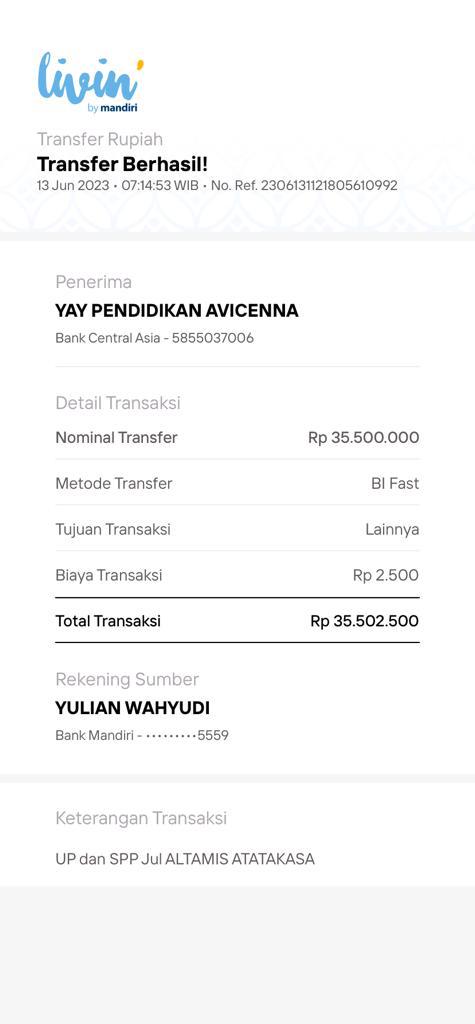 livin'
by mandiri
Transfer Rupiah
Transfer Berhasil!
13 Jun 2023 • 07:14:53 WIB • No. Ref. 2306131121805610992
Penerima
YAY PENDIDIKAN AVICENNA
Bank Central Asia - 5855037006
Detail Transaksi
Nominal Transfer Rp 35.500.000
Metode Transfer BI Fast
Tujuan Transaksi Lainnya
Biaya Transaksi Rp 2.500
Total Transaksi Rp 35.502.500
Rekening Sumber
YULIAN WAHYUDI
Bank Mandiri - •••••••••5559
Keterangan Transaksi
UP dan SPP Jul ALTAMIS ATATAKASA